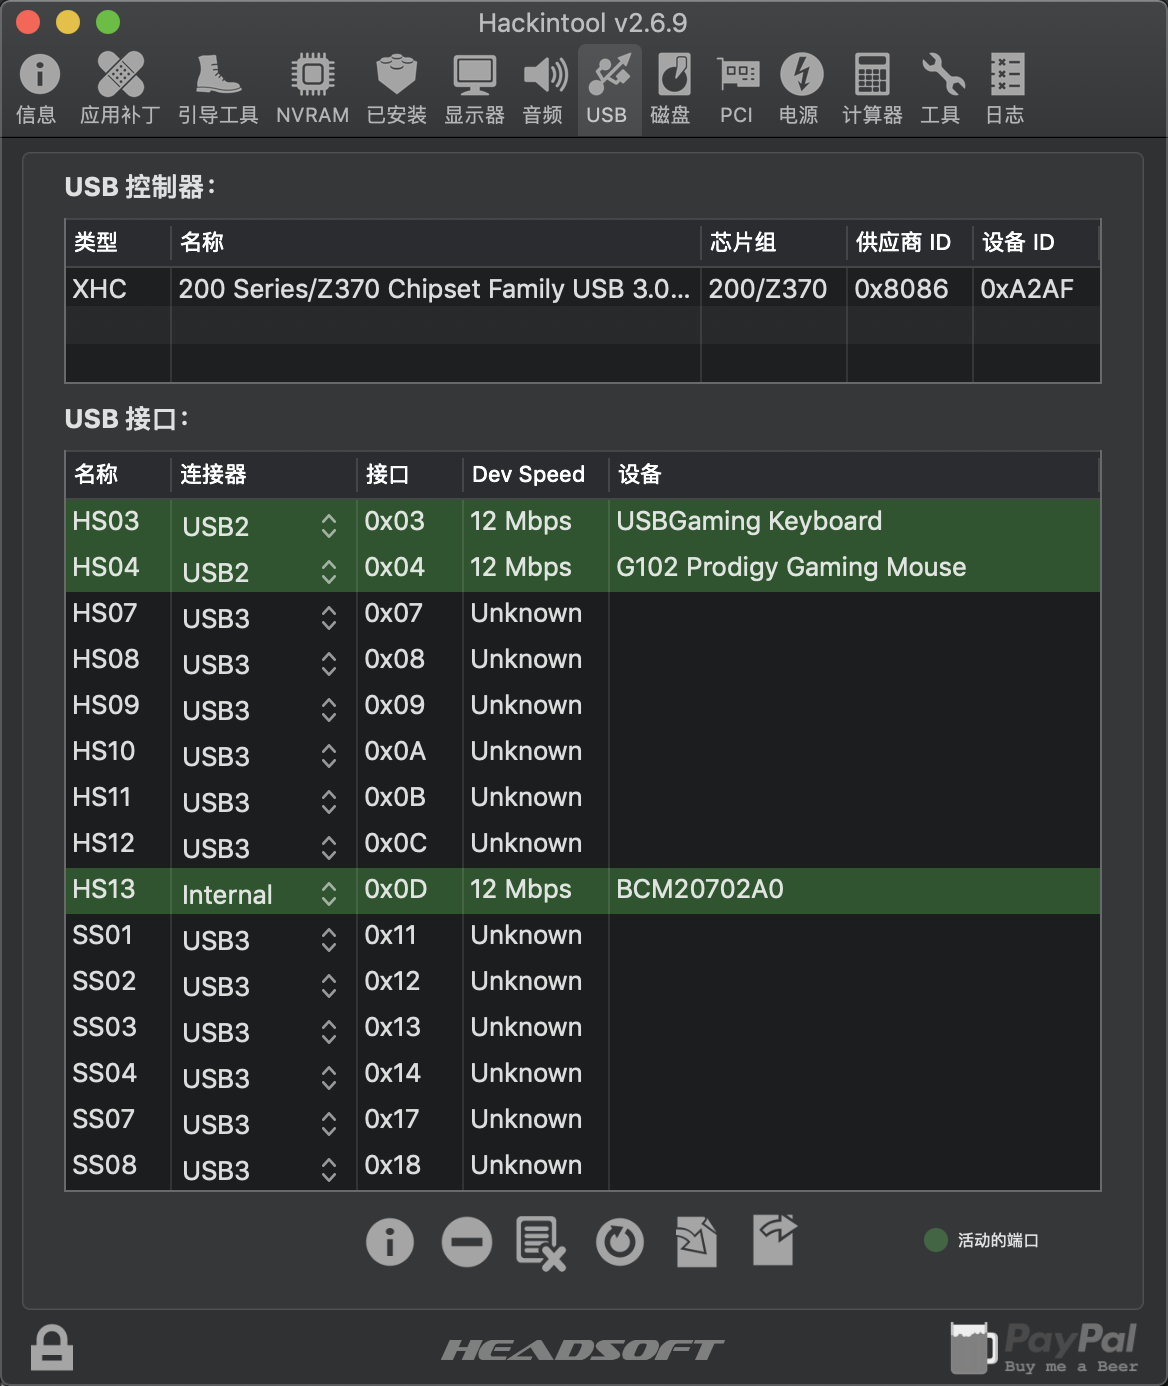 Hackintool v2.6.9
信息 应用补丁 引导工具 NVRAM 已安装 显示器 音频 USB 磁盘 PCI 电源 计算器 工具 日志
USB 控制器：
类型 名称 芯片组 供应商 ID 设备 ID
XHC 200 Series/Z370 Chipset Family USB 3.0... 200/Z370 0x8086 0xA2AF
USB 接口：
名称 连接器 接口 Dev Speed 设备
HS03 USB2 0x03 12 Mbps USBGaming Keyboard
HS04 USB2 0x04 12 Mbps G102 Prodigy Gaming Mouse
HS07 USB3 0x07 Unknown
HS08 USB3 0x08 Unknown
HS09 USB3 0x09 Unknown
HS10 USB3 0x0A Unknown
HS11 USB3 0x0B Unknown
HS12 USB3 0x0C Unknown
HS13 Internal 0x0D 12 Mbps BCM20702A0
SS01 USB3 0x11 Unknown
SS02 USB3 0x12 Unknown
SS03 USB3 0x13 Unknown
SS04 USB3 0x14 Unknown
SS07 USB3 0x17 Unknown
SS08 USB3 0x18 Unknown
活动的端口
HEADSOFT
PayPal
Buy me a Beer